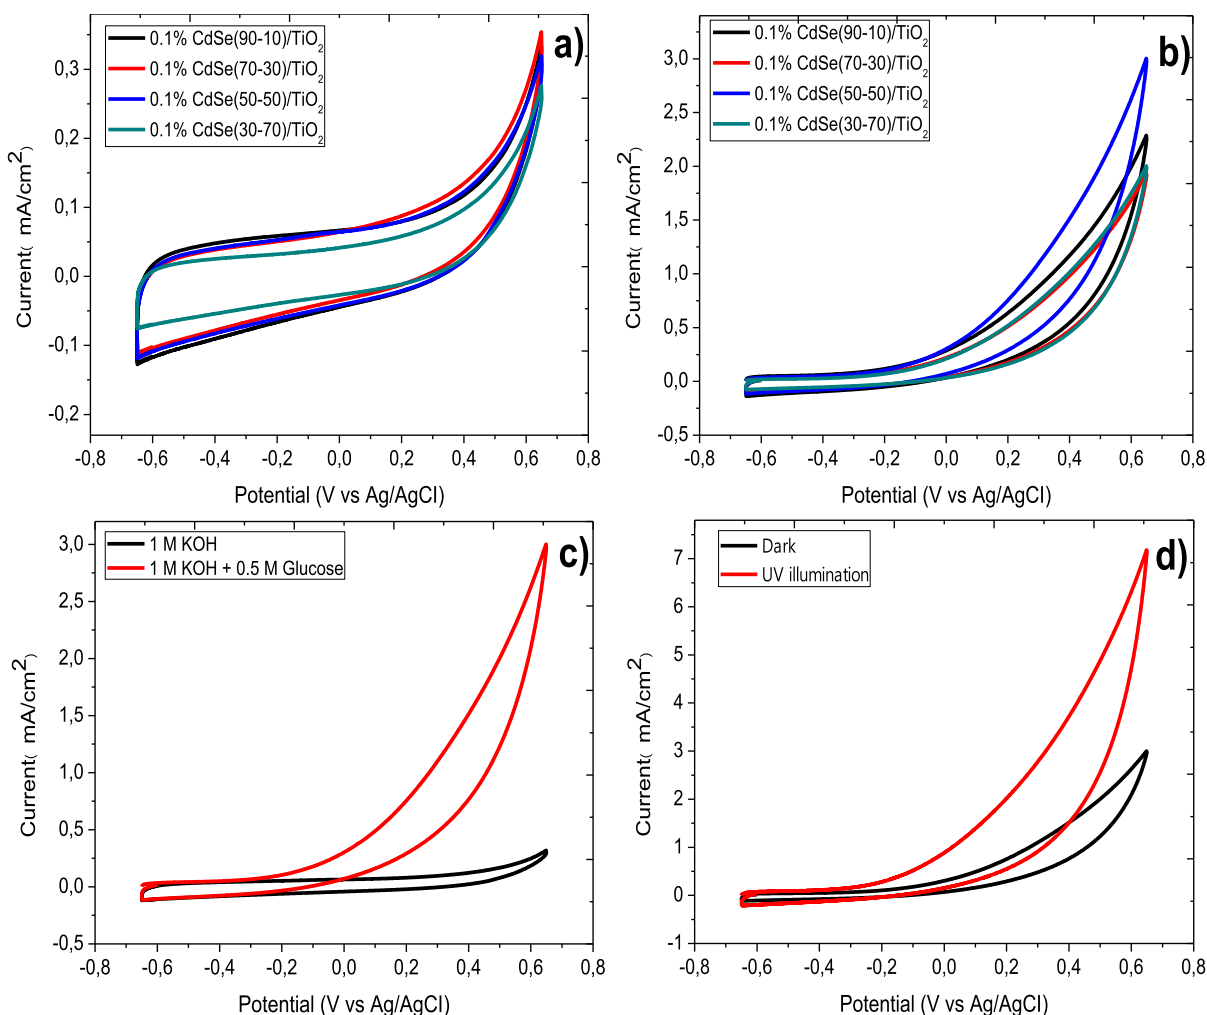 a)
0.1% CdSe(90-10)/TiO2
0.1% CdSe(70-30)/TiO2
0.1% CdSe(50-50)/TiO2
0.1% CdSe(30-70)/TiO2
Current( mA/cm2)
0,3
0,2
0,1
0,0
-0,1
-0,2
-0,8 -0,6 -0,4 -0,2 0,0 0,2 0,4 0,6 0,8
Potential (V vs Ag/AgCl)
b)
0.1% CdSe(90-10)/TiO2
0.1% CdSe(70-30)/TiO2
0.1% CdSe(50-50)/TiO2
0.1% CdSe(30-70)/TiO2
Current( mA/cm2)
3,0
2,5
2,0
1,5
1,0
0,5
0,0
-0,5
-0,8 -0,6 -0,4 -0,2 0,0 0,2 0,4 0,6 0,8
Potential (V vs Ag/AgCl)
c)
1 M KOH
1 M KOH + 0.5 M Glucose
Current( mA/cm2)
3,0
2,5
2,0
1,5
1,0
0,5
0,0
-0,5
-0,8 -0,6 -0,4 -0,2 0,0 0,2 0,4 0,6 0,8
Potential (V vs Ag/AgCl)
d)
Dark
UV illumination
Current( mA/cm2)
7
6
5
4
3
2
1
0
-1
-0,8 -0,6 -0,4 -0,2 0,0 0,2 0,4 0,6 0,8
Potential (V vs Ag/AgCl)